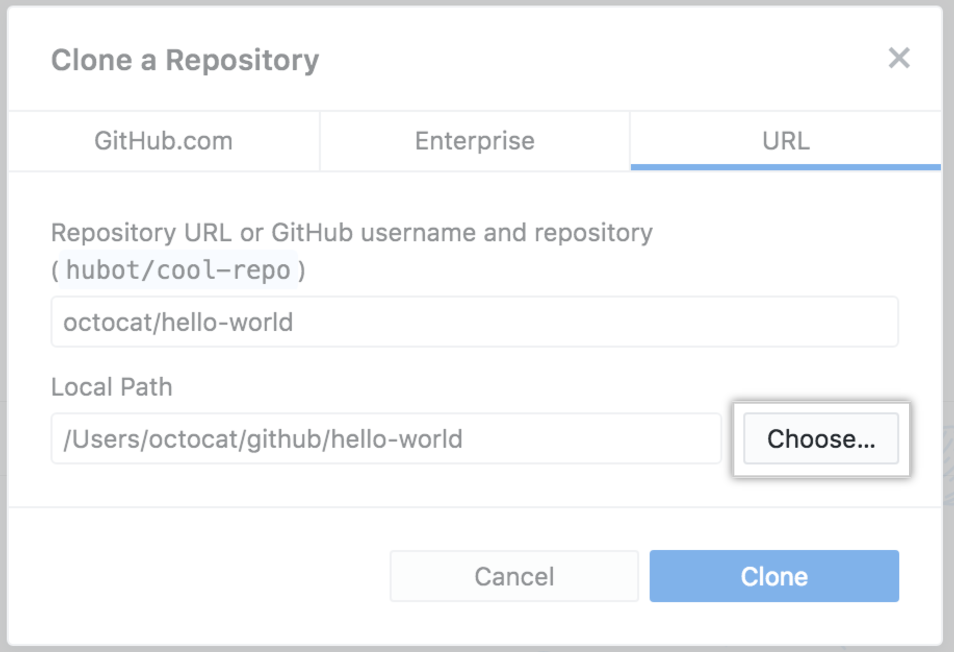 Clone a Repository
GitHub.com
Enterprise
URL
Repository URL or GitHub username and repository
(hubot/cool-repo)
octocat/hello-world
Local Path
/Users/octocat/github/hello-world
Choose...
Cancel
Clone